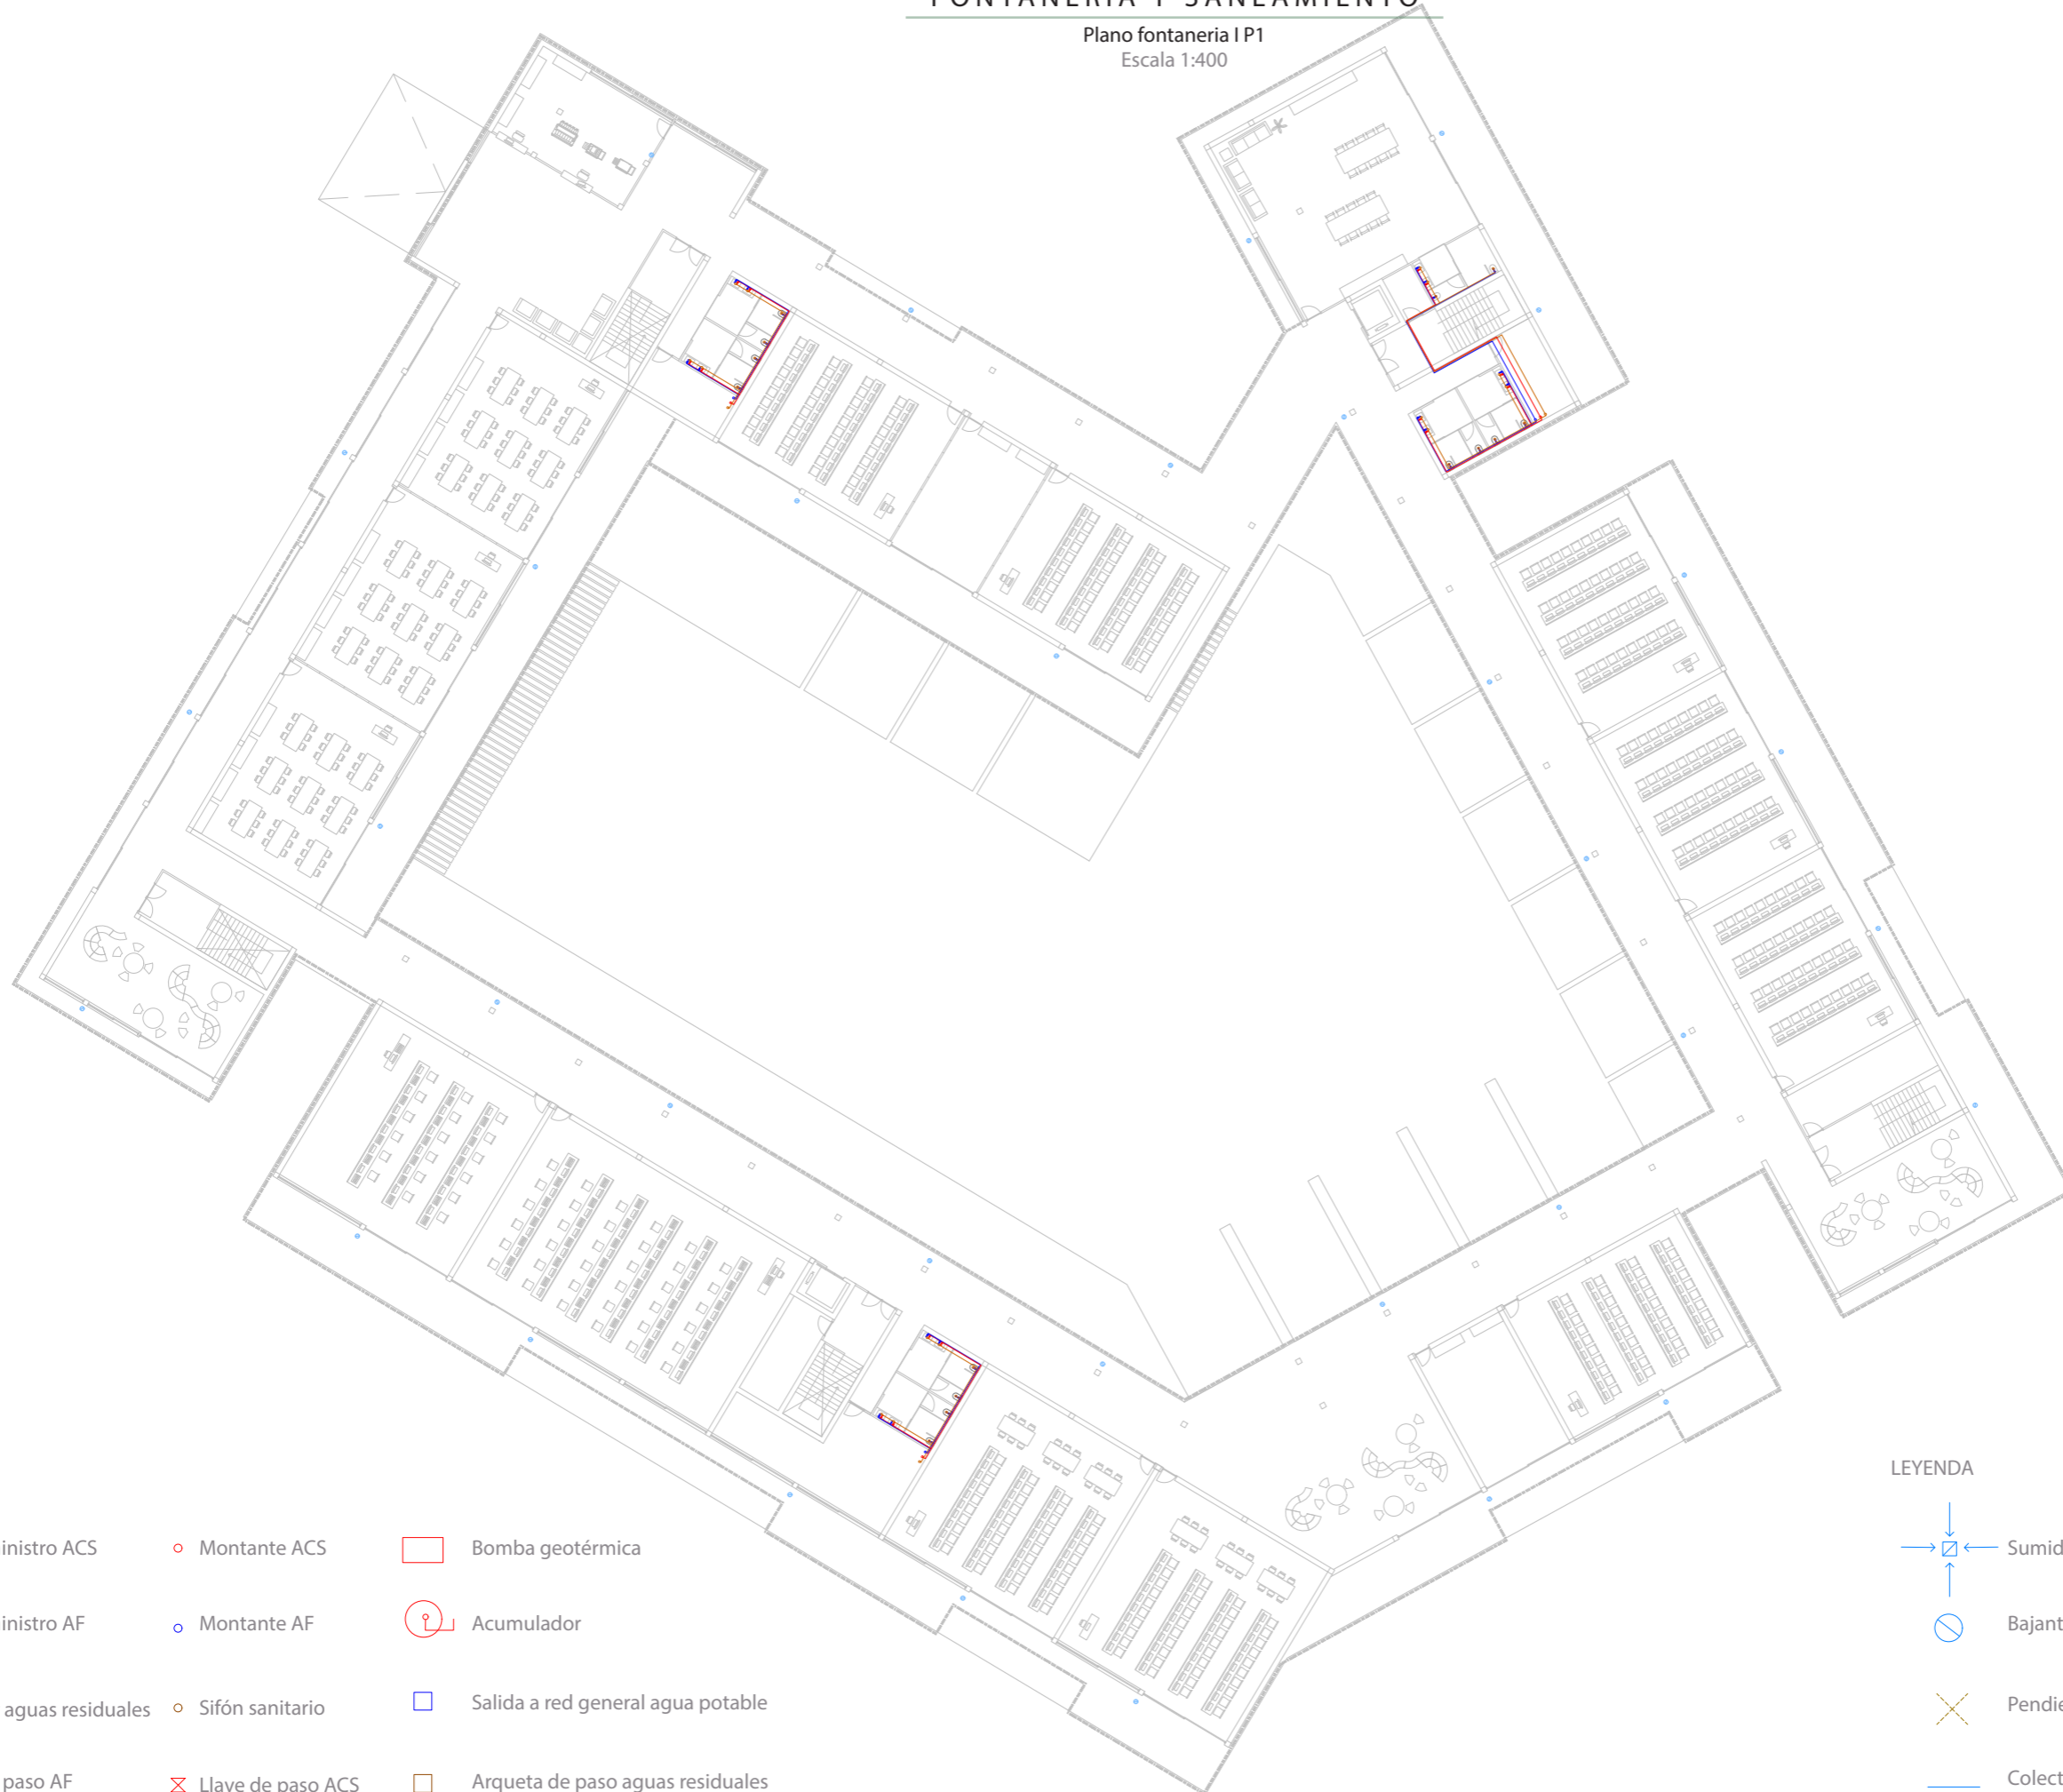 FONTANERIA Y SANEAMIENTO
Plano fontaneria I P1
Escala 1:400
LEYENDA
inistro ACS
Montante ACS
Bomba geotérmica
Sumid
inistro AF
Montante AF
Acumulador
Bajant
aguas residuales
Sifón sanitario
Salida a red general agua potable
Pendie
paso AF
Llave de paso ACS
Arqueta de paso aguas residuales
Colect